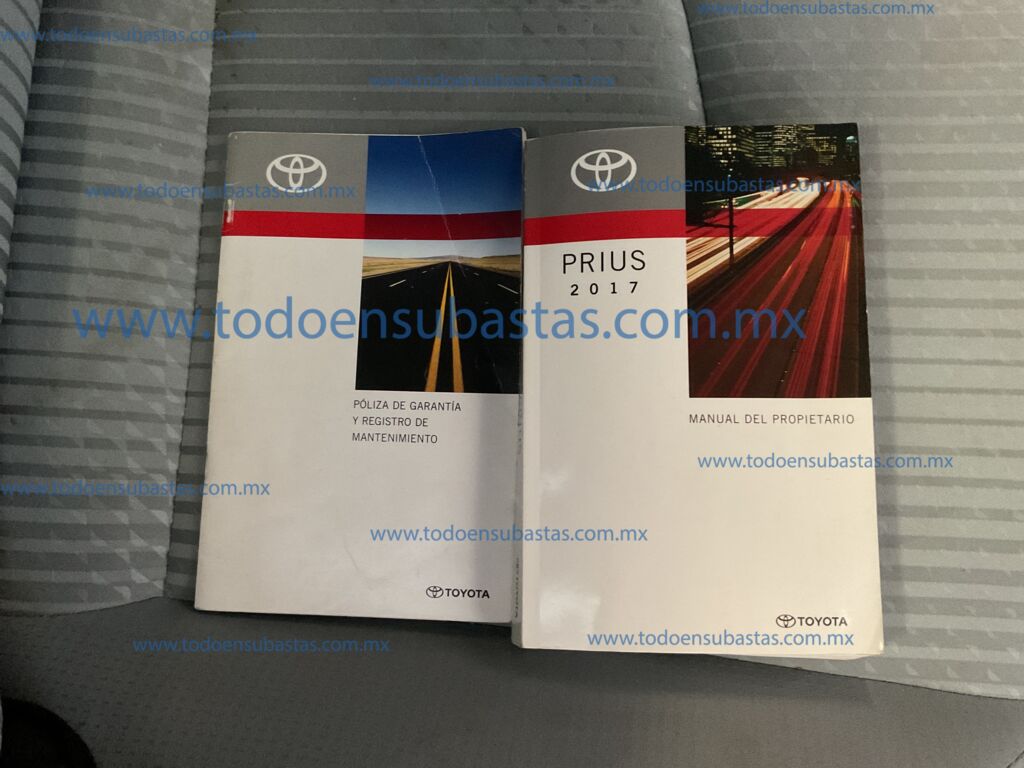 www.todoensubastas.com.mx
www.todoensubastas.com.mx
www.todoensubastas.com.mx
www.todoensubastas.com.mx
www.todoensubastas.com.mx
www.todoensubastas.com.mx
PÓLIZA DE GARANTÍA
Y REGISTRO DE
MANTENIMIENTO
TOYOTA
PRIUS
2017
MANUAL DEL PROPIETARIO
TOYOTA
www.todoensubastas.com.mx
www.todoensubastas.com.mx
www.todoensubastas.com.mx
www.todoensubastas.com.mx
www.todoensubastas.com.mx